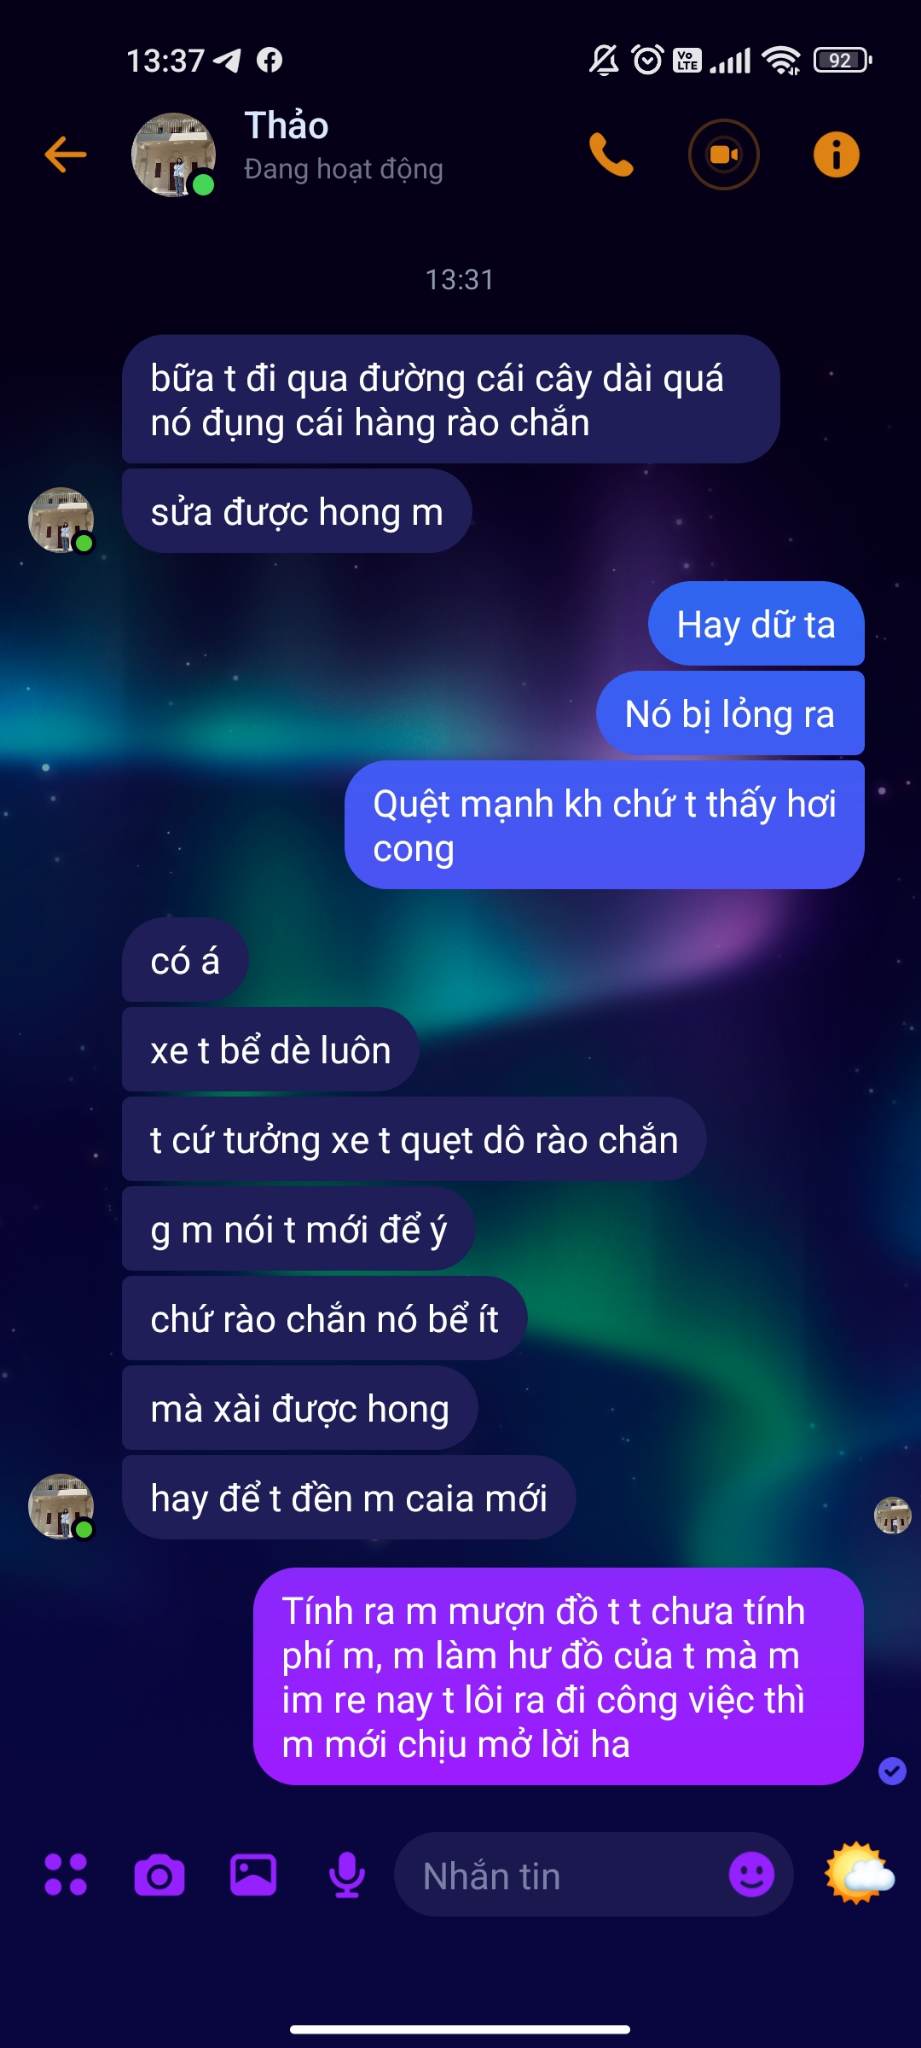 13:37
Vo
LTE
92
Thảo
Đang hoạt động
13:31
bữa t đi qua đường cái cây dài quá
nó đụng cái hàng rào chắn
sửa được hong m
Hay dữ ta
Nó bị lỏng ra
Quệt mạnh kh chứ t thấy hơi
cong
có á
xe t bể dè luôn
t cứ tưởng xe t quẹt dô rào chắn
g m nói t mới để ý
chứ rào chắn nó bể ít
mà xài được hong
hay để t đền m caia mới
Tính ra m mượn đồ t t chưa tính
phí m, m làm hư đồ của t mà m
im re nay t lôi ra đi công việc thì
m mới chịu mở lời ha
Nhắn tin